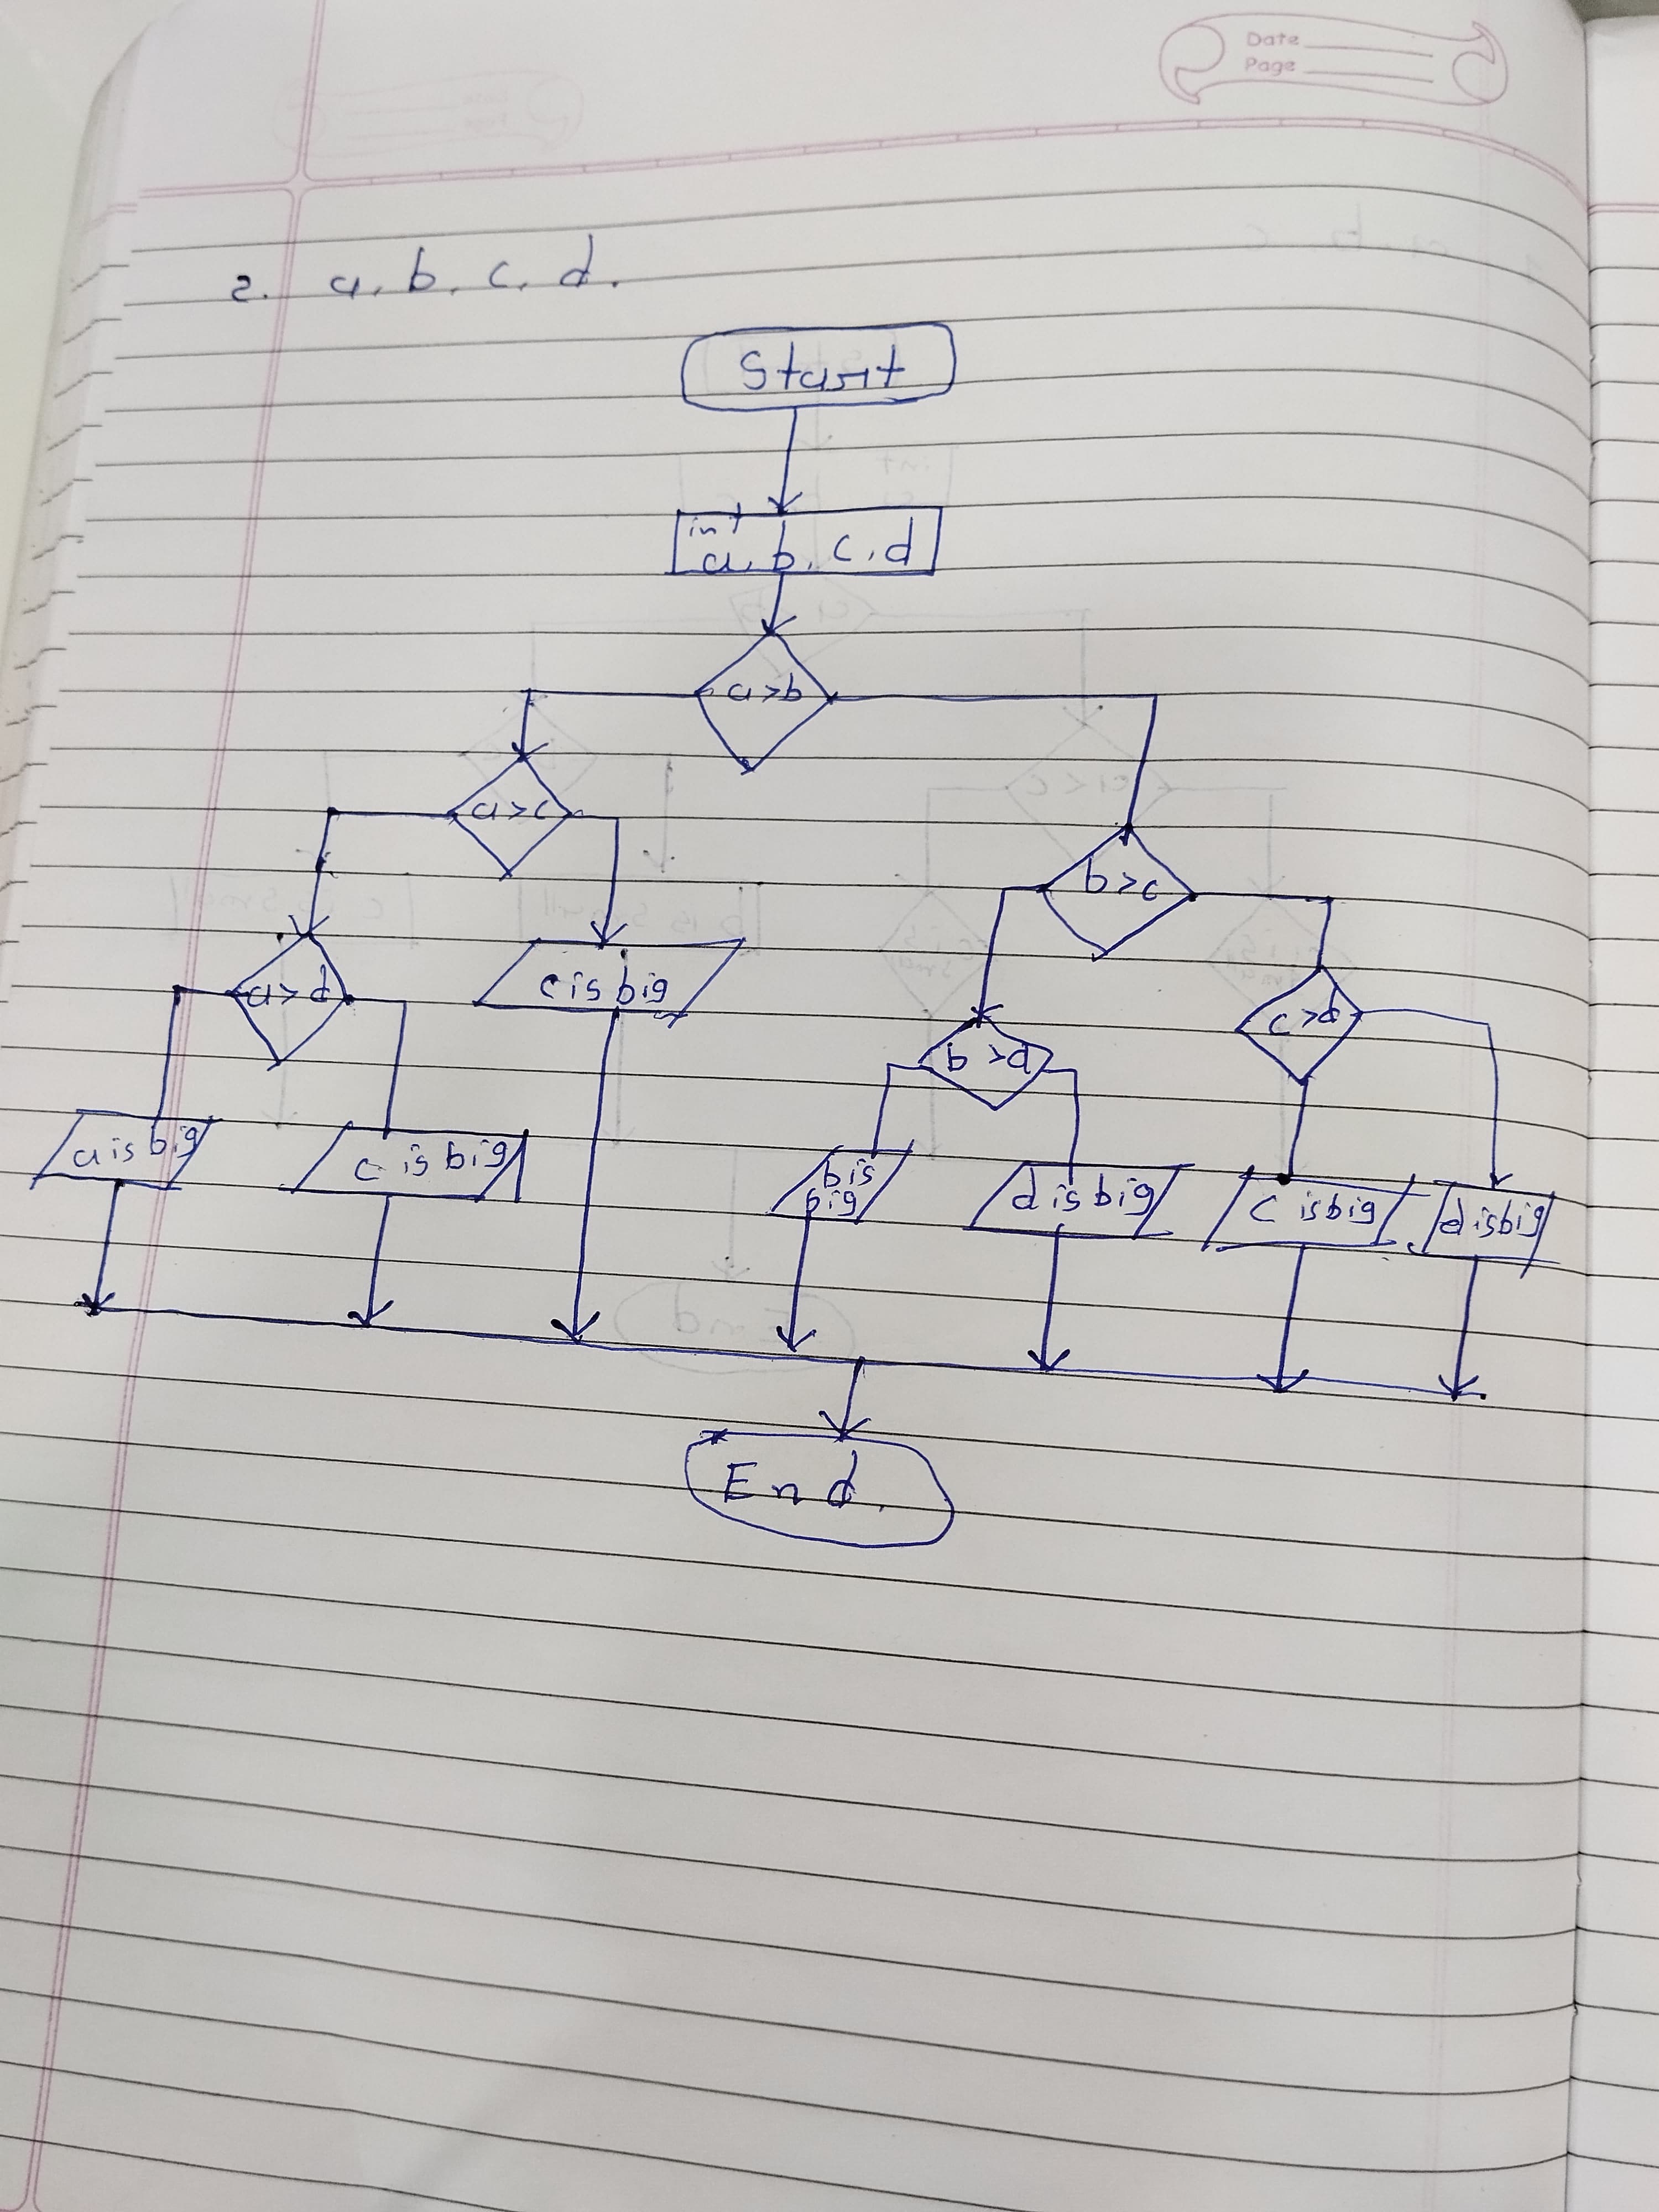 Date
Page
2. a, b, c, d.
Start
int
a, b, c, d
a>b
a>c
b>c
a>d
c is big
b>d
c>d
a is big
c is big
b is
big
d is big
c is big
d is big
End.